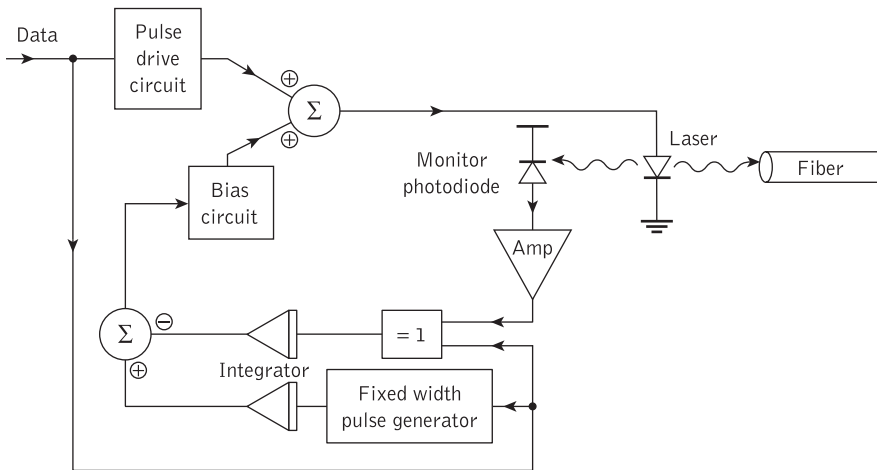 Data
Pulse
drive
circuit
⊕
Σ
⊕
Laser
Monitor
photodiode
Fiber
Bias
circuit
Amp
⊖
Σ
= 1
⊕
Integrator
Fixed width
pulse generator